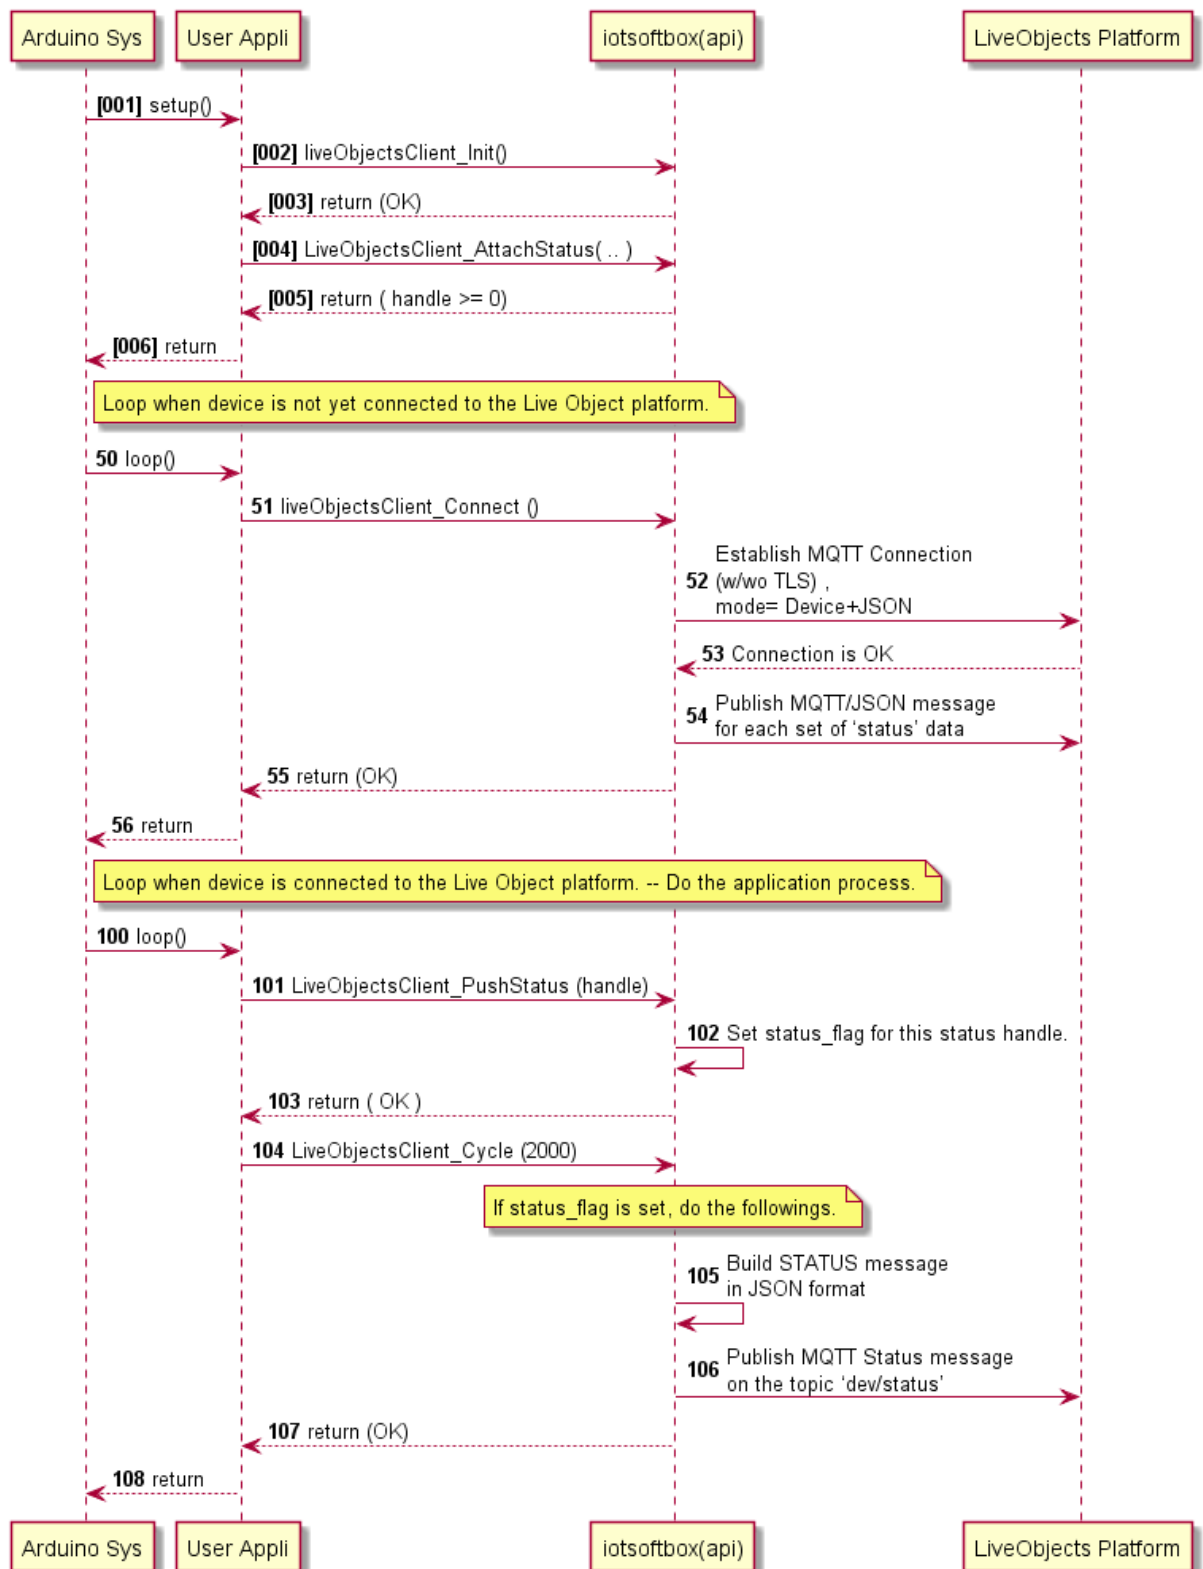 Arduino Sys
User Appli
iotsoftbox(api)
LiveObjects Platform
[001] setup()
[002] liveObjectsClient_Init()
[003] return (OK)
[004] LiveObjectsClient_AttachStatus( .. )
[005] return ( handle >= 0)
[006] return
Loop when device is not yet connected to the Live Object platform.
50 loop()
51 liveObjectsClient_Connect ()
Establish MQTT Connection
52 (w/wo TLS) ,
mode= Device+JSON
53 Connection is OK
54 Publish MQTT/JSON message
for each set of ‘status’ data
55 return (OK)
56 return
Loop when device is connected to the Live Object platform. -- Do the application process.
100 loop()
101 LiveObjectsClient_PushStatus (handle)
102 Set status_flag for this status handle.
103 return ( OK )
104 LiveObjectsClient_Cycle (2000)
If status_flag is set, do the followings.
105 Build STATUS message
in JSON format
106 Publish MQTT Status message
on the topic ‘dev/status’
107 return (OK)
108 return
Arduino Sys
User Appli
iotsoftbox(api)
LiveObjects Platform